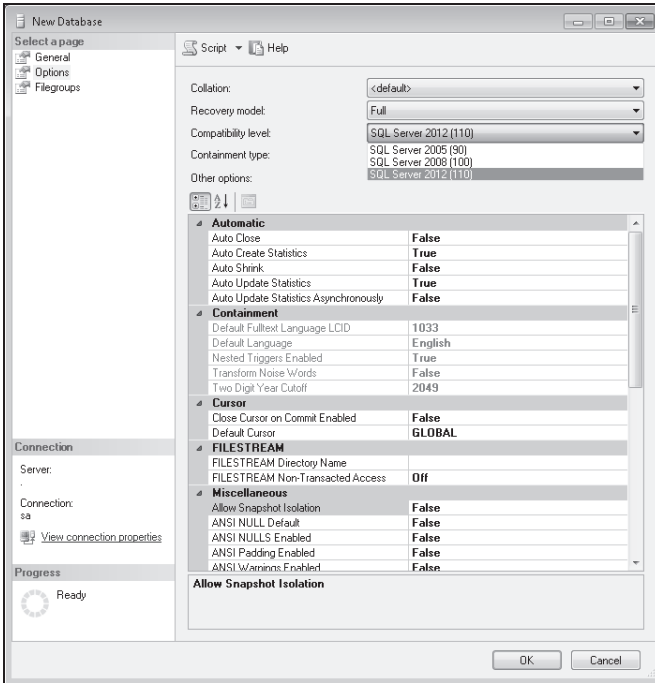 New Database
Select a page
General
Options
Filegroups
Script Help
Collation: <default>
Recovery model: Full
Compatibility level: SQL Server 2012 (110)
Containment type: SQL Server 2005 (90)
SQL Server 2008 (100)
Other options: SQL Server 2012 (110)
Automatic
Auto Close False
Auto Create Statistics True
Auto Shrink False
Auto Update Statistics True
Auto Update Statistics Asynchronously False
Containment
Default Fulltext Language LCID 1033
Default Language English
Nested Triggers Enabled True
Transform Noise Words False
Two Digit Year Cutoff 2049
Cursor
Close Cursor on Commit Enabled False
Default Cursor GLOBAL
FILESTREAM
FILESTREAM Directory Name
FILESTREAM Non-Transacted Access Off
Miscellaneous
Allow Snapshot Isolation False
ANSI NULL Default False
ANSI NULLS Enabled False
ANSI Padding Enabled False
ANSI Warnings Enabled False
Allow Snapshot Isolation
Connection
Server:
.
Connection:
sa
View connection properties
Progress
Ready
OK Cancel